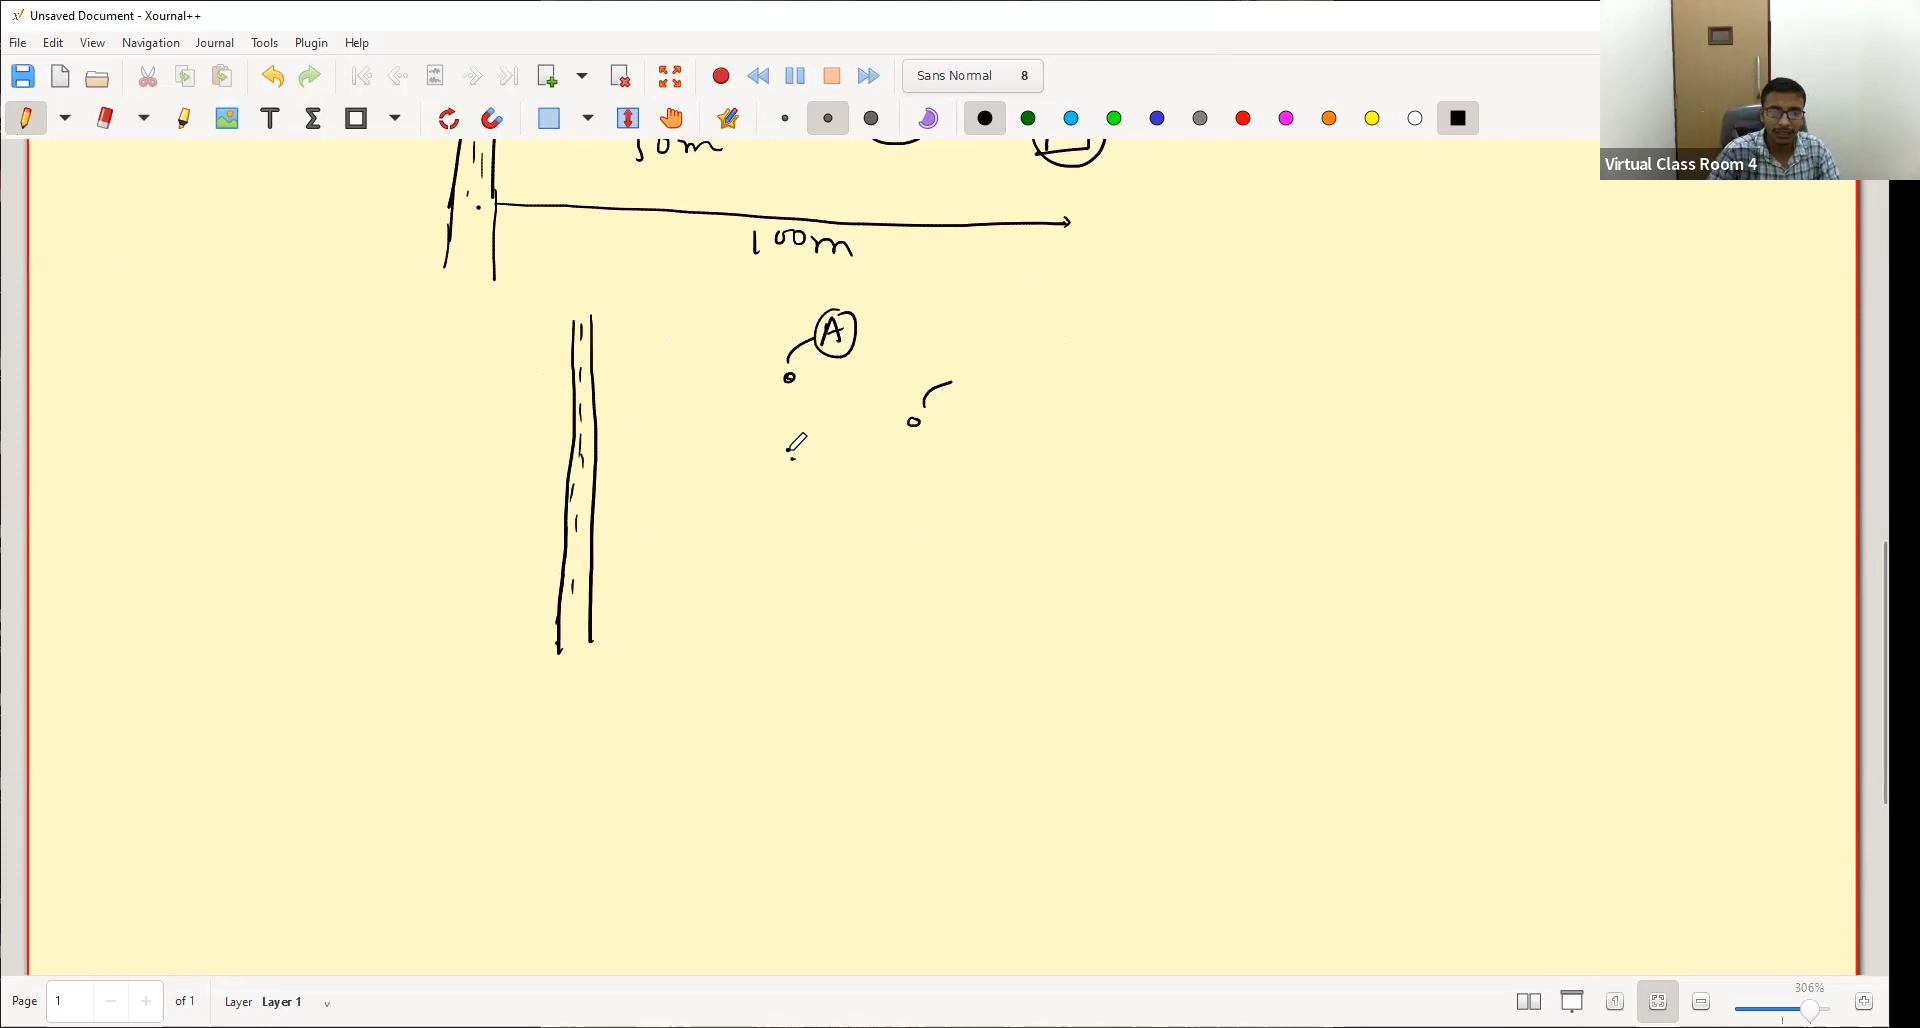 Unsaved Document - Xournal++
File Edit View Navigation Journal Tools Plugin Help
Sans Normal 8
Virtual Class Room 4
100m
A
Page 1 of 1 Layer Layer 1
306%